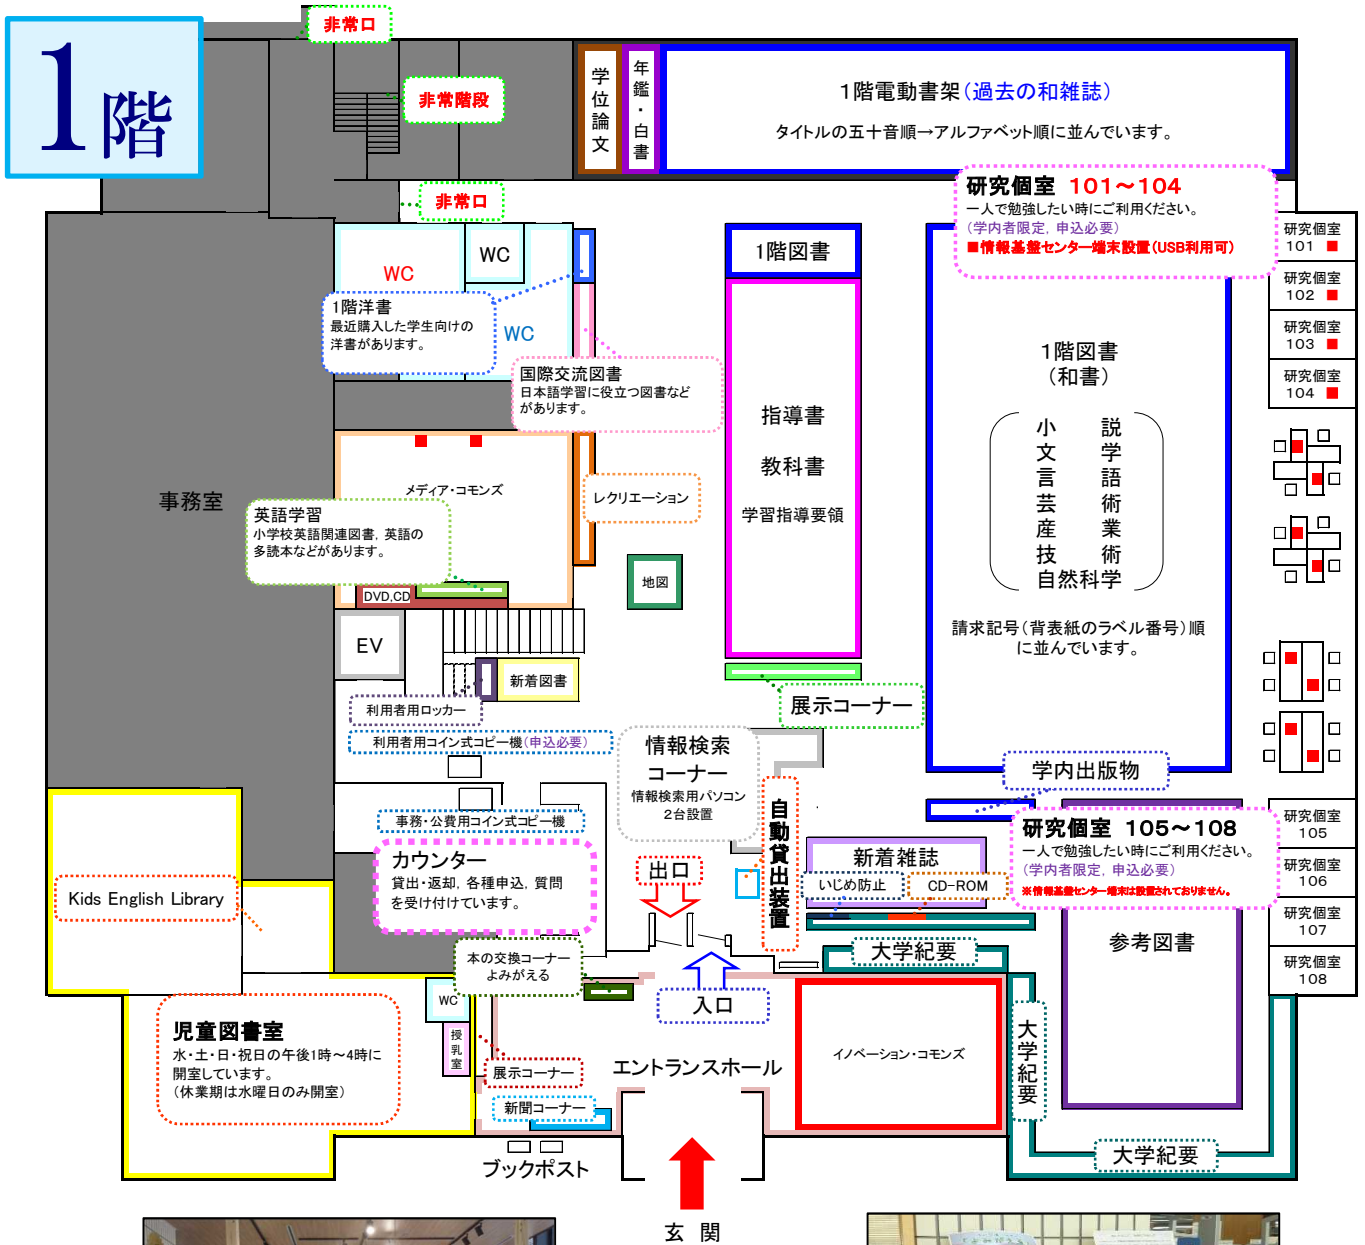 1階
非常口
非常階段
非常口
学位論文
年鑑・白書
1階電動書架(過去の和雑誌)
タイトルの五十音順→アルファベット順に並んでいます。
研究個室 101～104
一人で勉強したい時にご利用ください。
(学内者限定, 申込必要)
■情報基盤センター端末設置(USB利用可)
研究個室
101 ■
研究個室
102 ■
研究個室
103 ■
研究個室
104 ■
WC
WC
WC
1階洋書
最近購入した学生向けの
洋書があります。
国際交流図書
日本語学習に役立つ図書など
があります。
1階図書
指導書
教科書
学習指導要領
1階図書
(和書)
小説
文学
言語
芸術
産業
技術
自然科学
請求記号(背表紙のラベル番号)順
に並んでいます。
事務室
メディア・コモンズ
レクリエーション
英語学習
小学校英語関連図書, 英語の
多読本などがあります。
DVD,CD
地図
EV
新着図書
利用者用ロッカー
利用者用コイン式コピー機(申込必要)
事務・公費用コイン式コピー機
展示コーナー
情報検索
コーナー
情報検索用パソコン
2台設置
自動貸出装置
学内出版物
研究個室 105～108
一人で勉強したい時にご利用ください。
(学内者限定, 申込必要)
※情報基盤センター端末は設置されておりません。
研究個室
105
研究個室
106
研究個室
107
研究個室
108
カウンター
貸出・返却, 各種申込, 質問
を受け付けています。
出口
新着雑誌
いじめ防止
CD-ROM
参考図書
大学紀要
Kids English Library
本の交換コーナー
よみがえる
入口
WC
授乳室
児童図書室
水・土・日・祝日の午後1時～4時に
開室しています。
(休業期は水曜日のみ開室)
展示コーナー
エントランスホール
イノベーション・コモンズ
大学紀要
新聞コーナー
大学紀要
ブックポスト
玄関